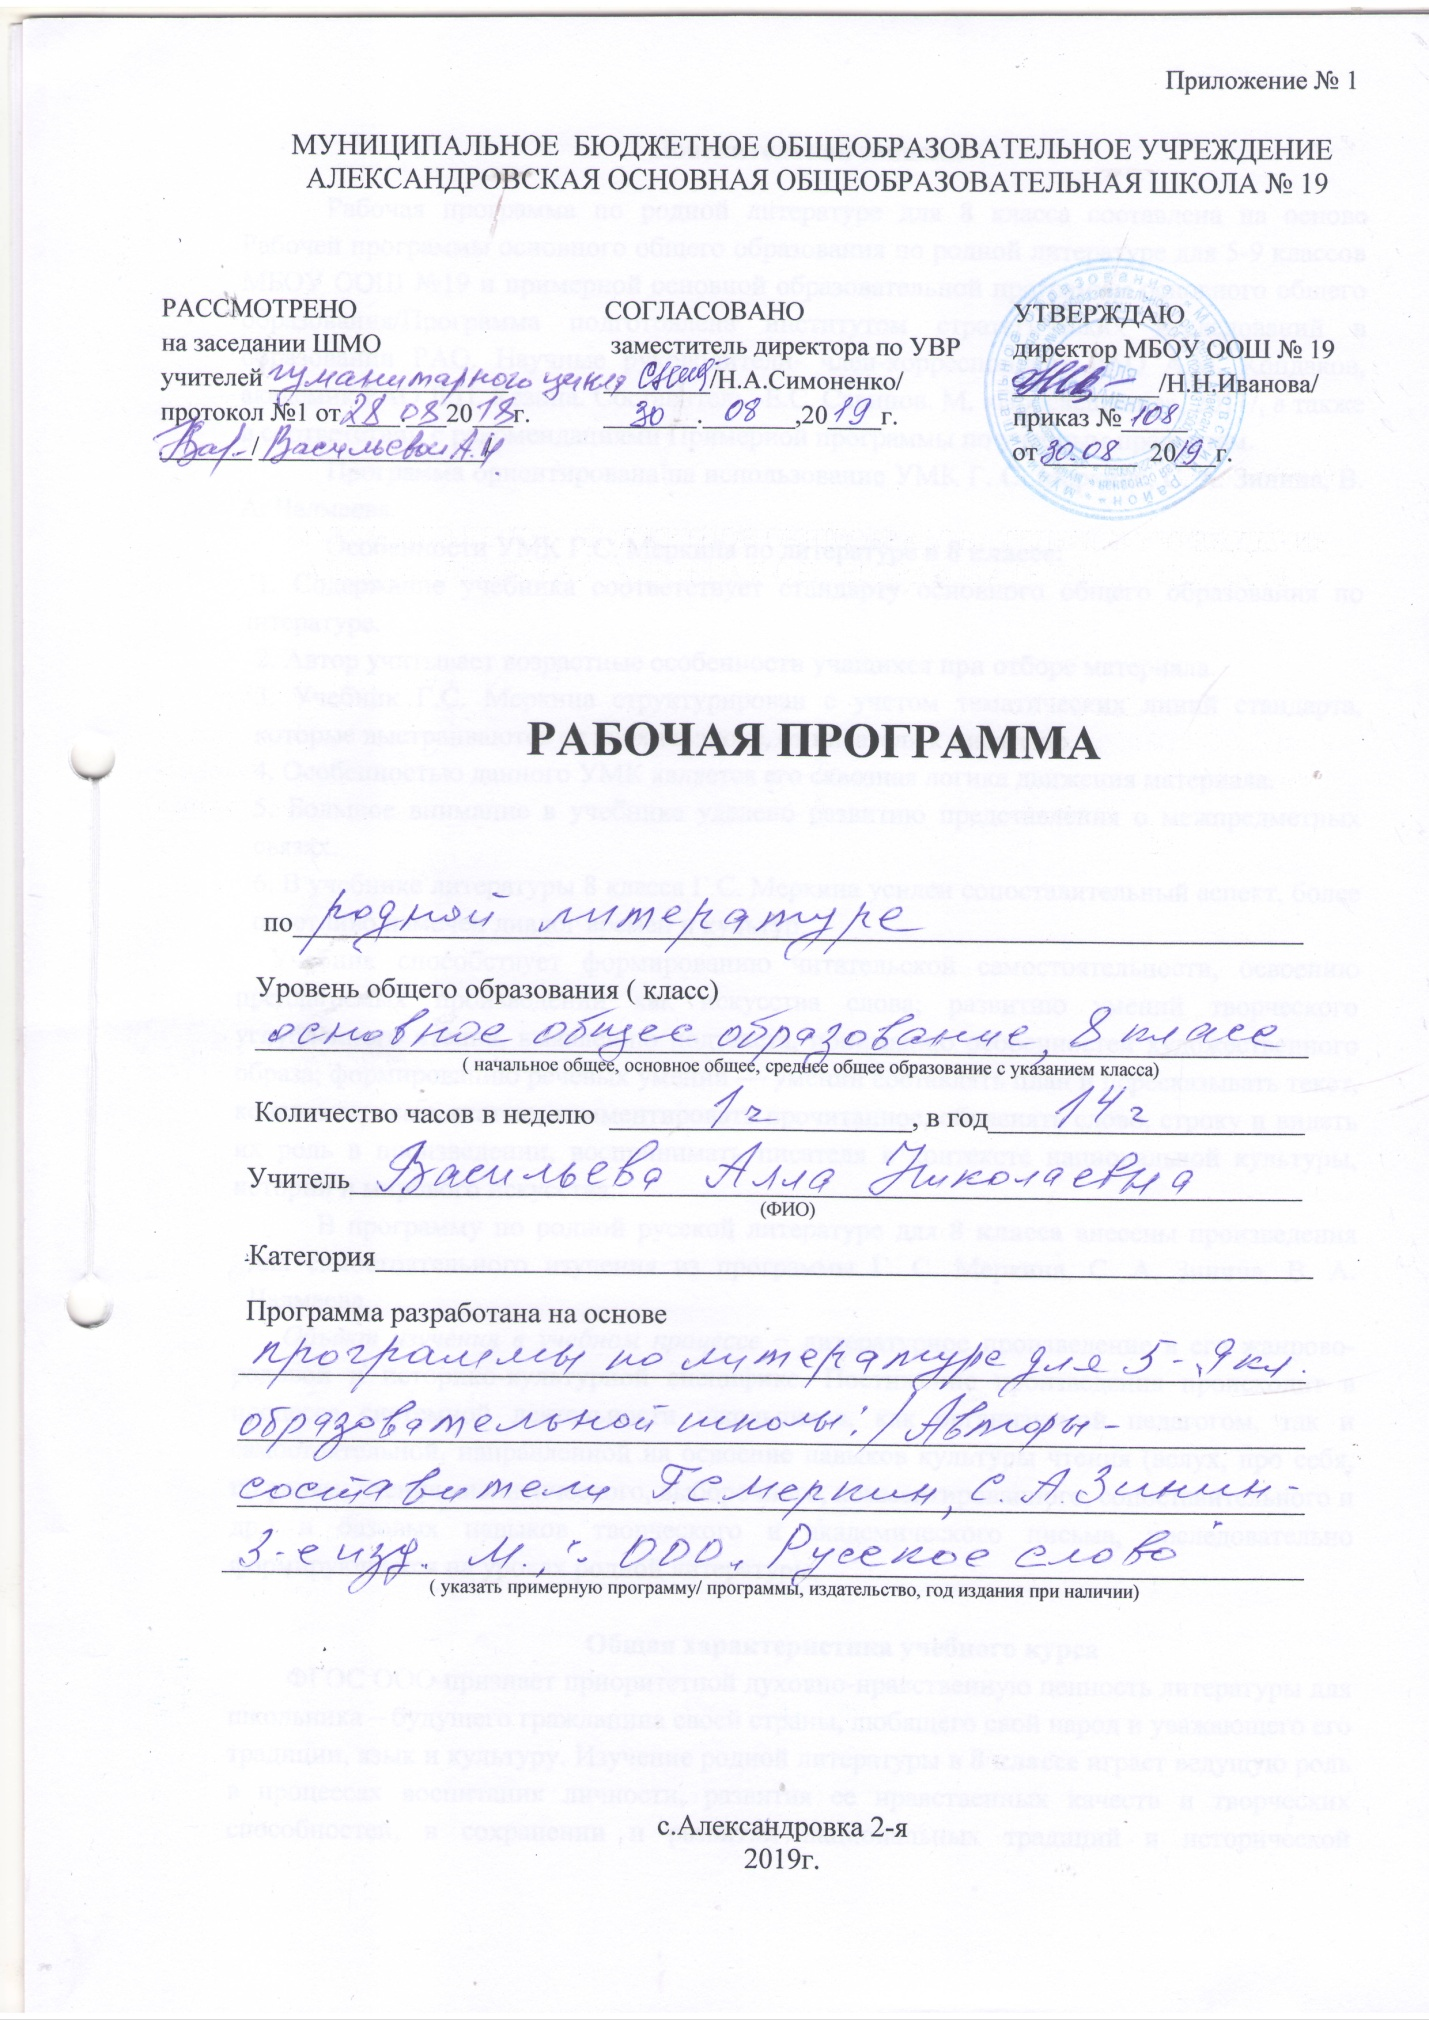 Приложение № 1
МУНИЦИПАЛЬНОЕ БЮДЖЕТНОЕ ОБЩЕОБРАЗОВАТЕЛЬНОЕ УЧРЕЖДЕНИЕ
АЛЕКСАНДРОВСКАЯ ОСНОВНАЯ ОБЩЕОБРАЗОВАТЕЛЬНАЯ ШКОЛА № 19
РАССМОТРЕНО
на заседании ШМО
учителей гуманитарного цикла
протокол №1 от 28.08 2018г.
/ Васильевой А.Н
СОГЛАСОВАНО
заместитель директора по УВР
/Н.А.Симоненко/
30 . 08 ,2019 г.
УТВЕРЖДАЮ
директор МБОУ ООШ № 19
/Н.Н.Иванова/
приказ № 108
от 30.08 2019 г.
РАБОЧАЯ ПРОГРАММА
по родной литературе
Уровень общего образования ( класс)
основное общее образование, 8 класс
( начальное общее, основное общее, среднее общее образование с указанием класса)
Количество часов в неделю 1ч , в год 14ч
Учитель Васильева Алла Николаевна
(ФИО)
Категория
Программа разработана на основе
программы по литературе для 5-9 кл.
образовательной школы: / Авторы-
составители Г С Меркин, С А Зинин -
3-е изд. М.: ООО "Русское слово"
( указать примерную программу/ программы, издательство, год издания при наличии)
с.Александровка 2-я
2019г.